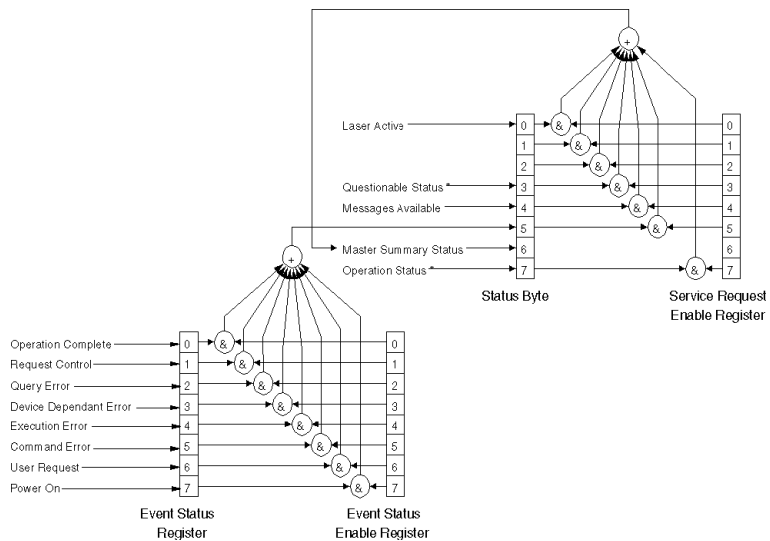 +
Laser Active
0 & 0
1 & 1
2 & 2
Questionable Status * 3 & 3
Messages Available 4 & 4
5 & 5
+
Master Summary Status 6 6
Operation Status * 7 & 7
Status Byte
Service Request
Enable Register
Operation Complete 0 & 0
Request Control 1 & 1
Query Error 2 & 2
Device Dependant Error 3 & 3
Execution Error 4 & 4
Command Error 5 & 5
User Request 6 & 6
Power On 7 & 7
Event Status
Register
Event Status
Enable Register